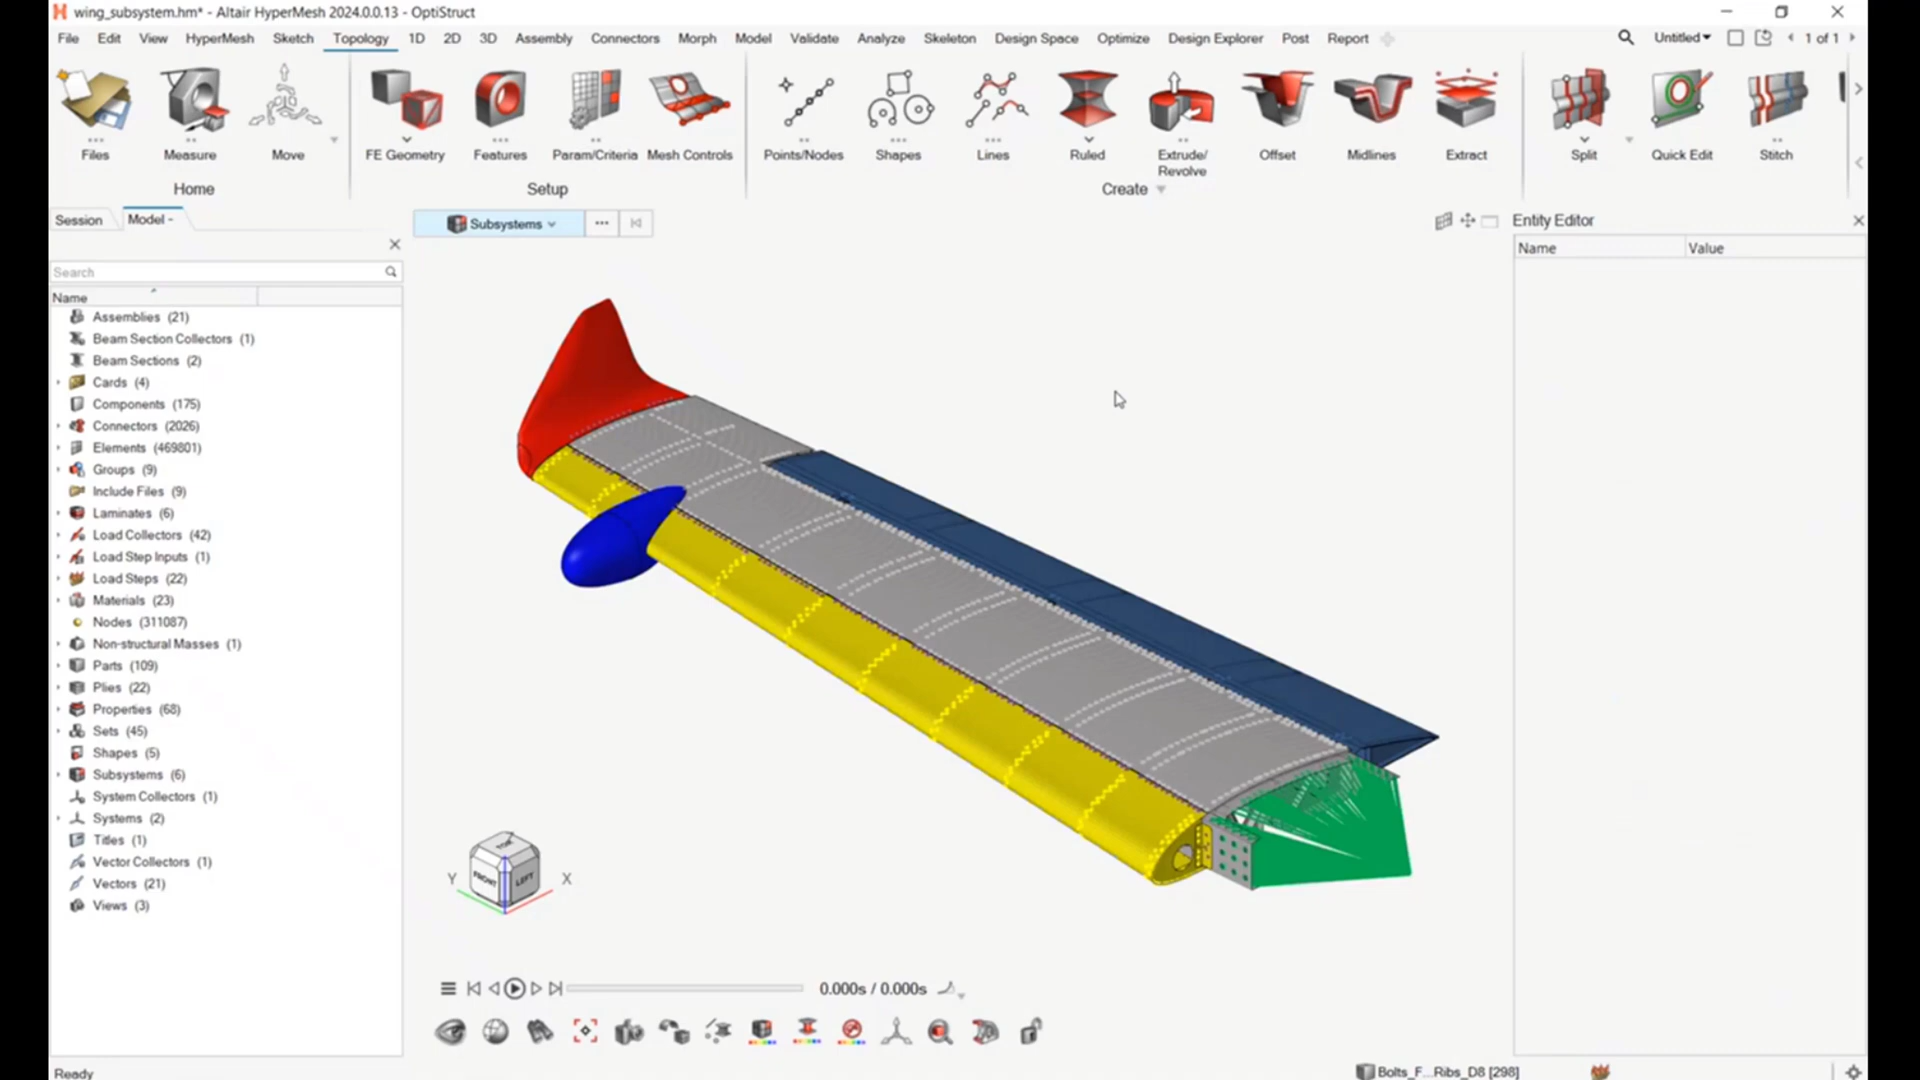 wing_subsystem.hm* - Altair HyperMesh 2024.0.0.13 - OptiStruct
File Edit View HyperMesh Sketch Topology 1D 2D 3D Assembly Connectors Morph Model Validate Analyze Skeleton Design Space Optimize Design Explorer Post Report Untitled 1 of 1
Files Measure Move FE Geometry Features Param/Criteria Mesh Controls Points/Nodes Shapes Lines Ruled Extrude/ Revolve Offset Midlines Extract Split Quick Edit Stitch
Home Setup Create
Session Model - Subsystems Entity Editor
Name Value
Search
Name
Assemblies (21)
Beam Section Collectors (1)
Beam Sections (2)
Cards (4)
Components (175)
Connectors (2026)
Elements (469801)
Groups (9)
Include Files (9)
Laminates (6)
Load Collectors (42)
Load Step Inputs (1)
Load Steps (22)
Materials (23)
Nodes (311087)
Non-structural Masses (1)
Parts (109)
Plies (22)
Properties (68)
Sets (45)
Shapes (5)
Subsystems (6)
System Collectors (1)
Systems (2)
Titles (1)
Vector Collectors (1)
Vectors (21)
Views (3)
TOP
FRONT LEFT
Y X
0.000s / 0.000s
Ready Bolts_F...Ribs_D8 [298]